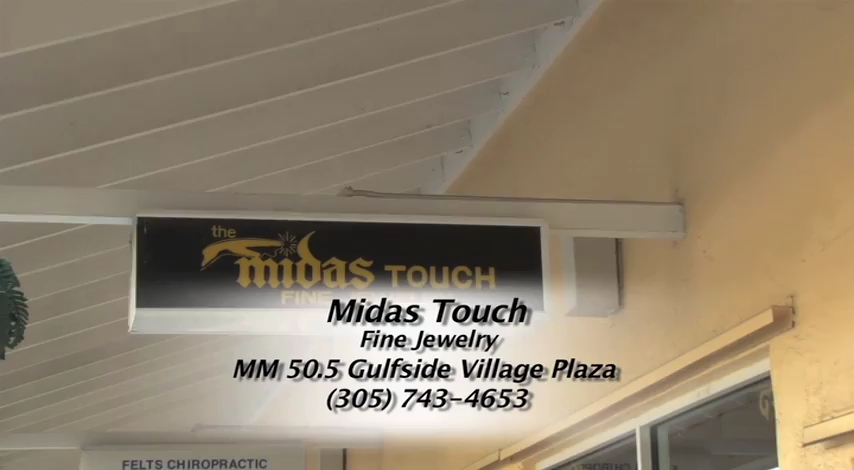 the
midas TOUCH
FINE
Midas Touch
Fine Jewelry
MM 50.5 Gulfside Village Plaza
(305) 743-4653
FELTS CHIROPRACTIC